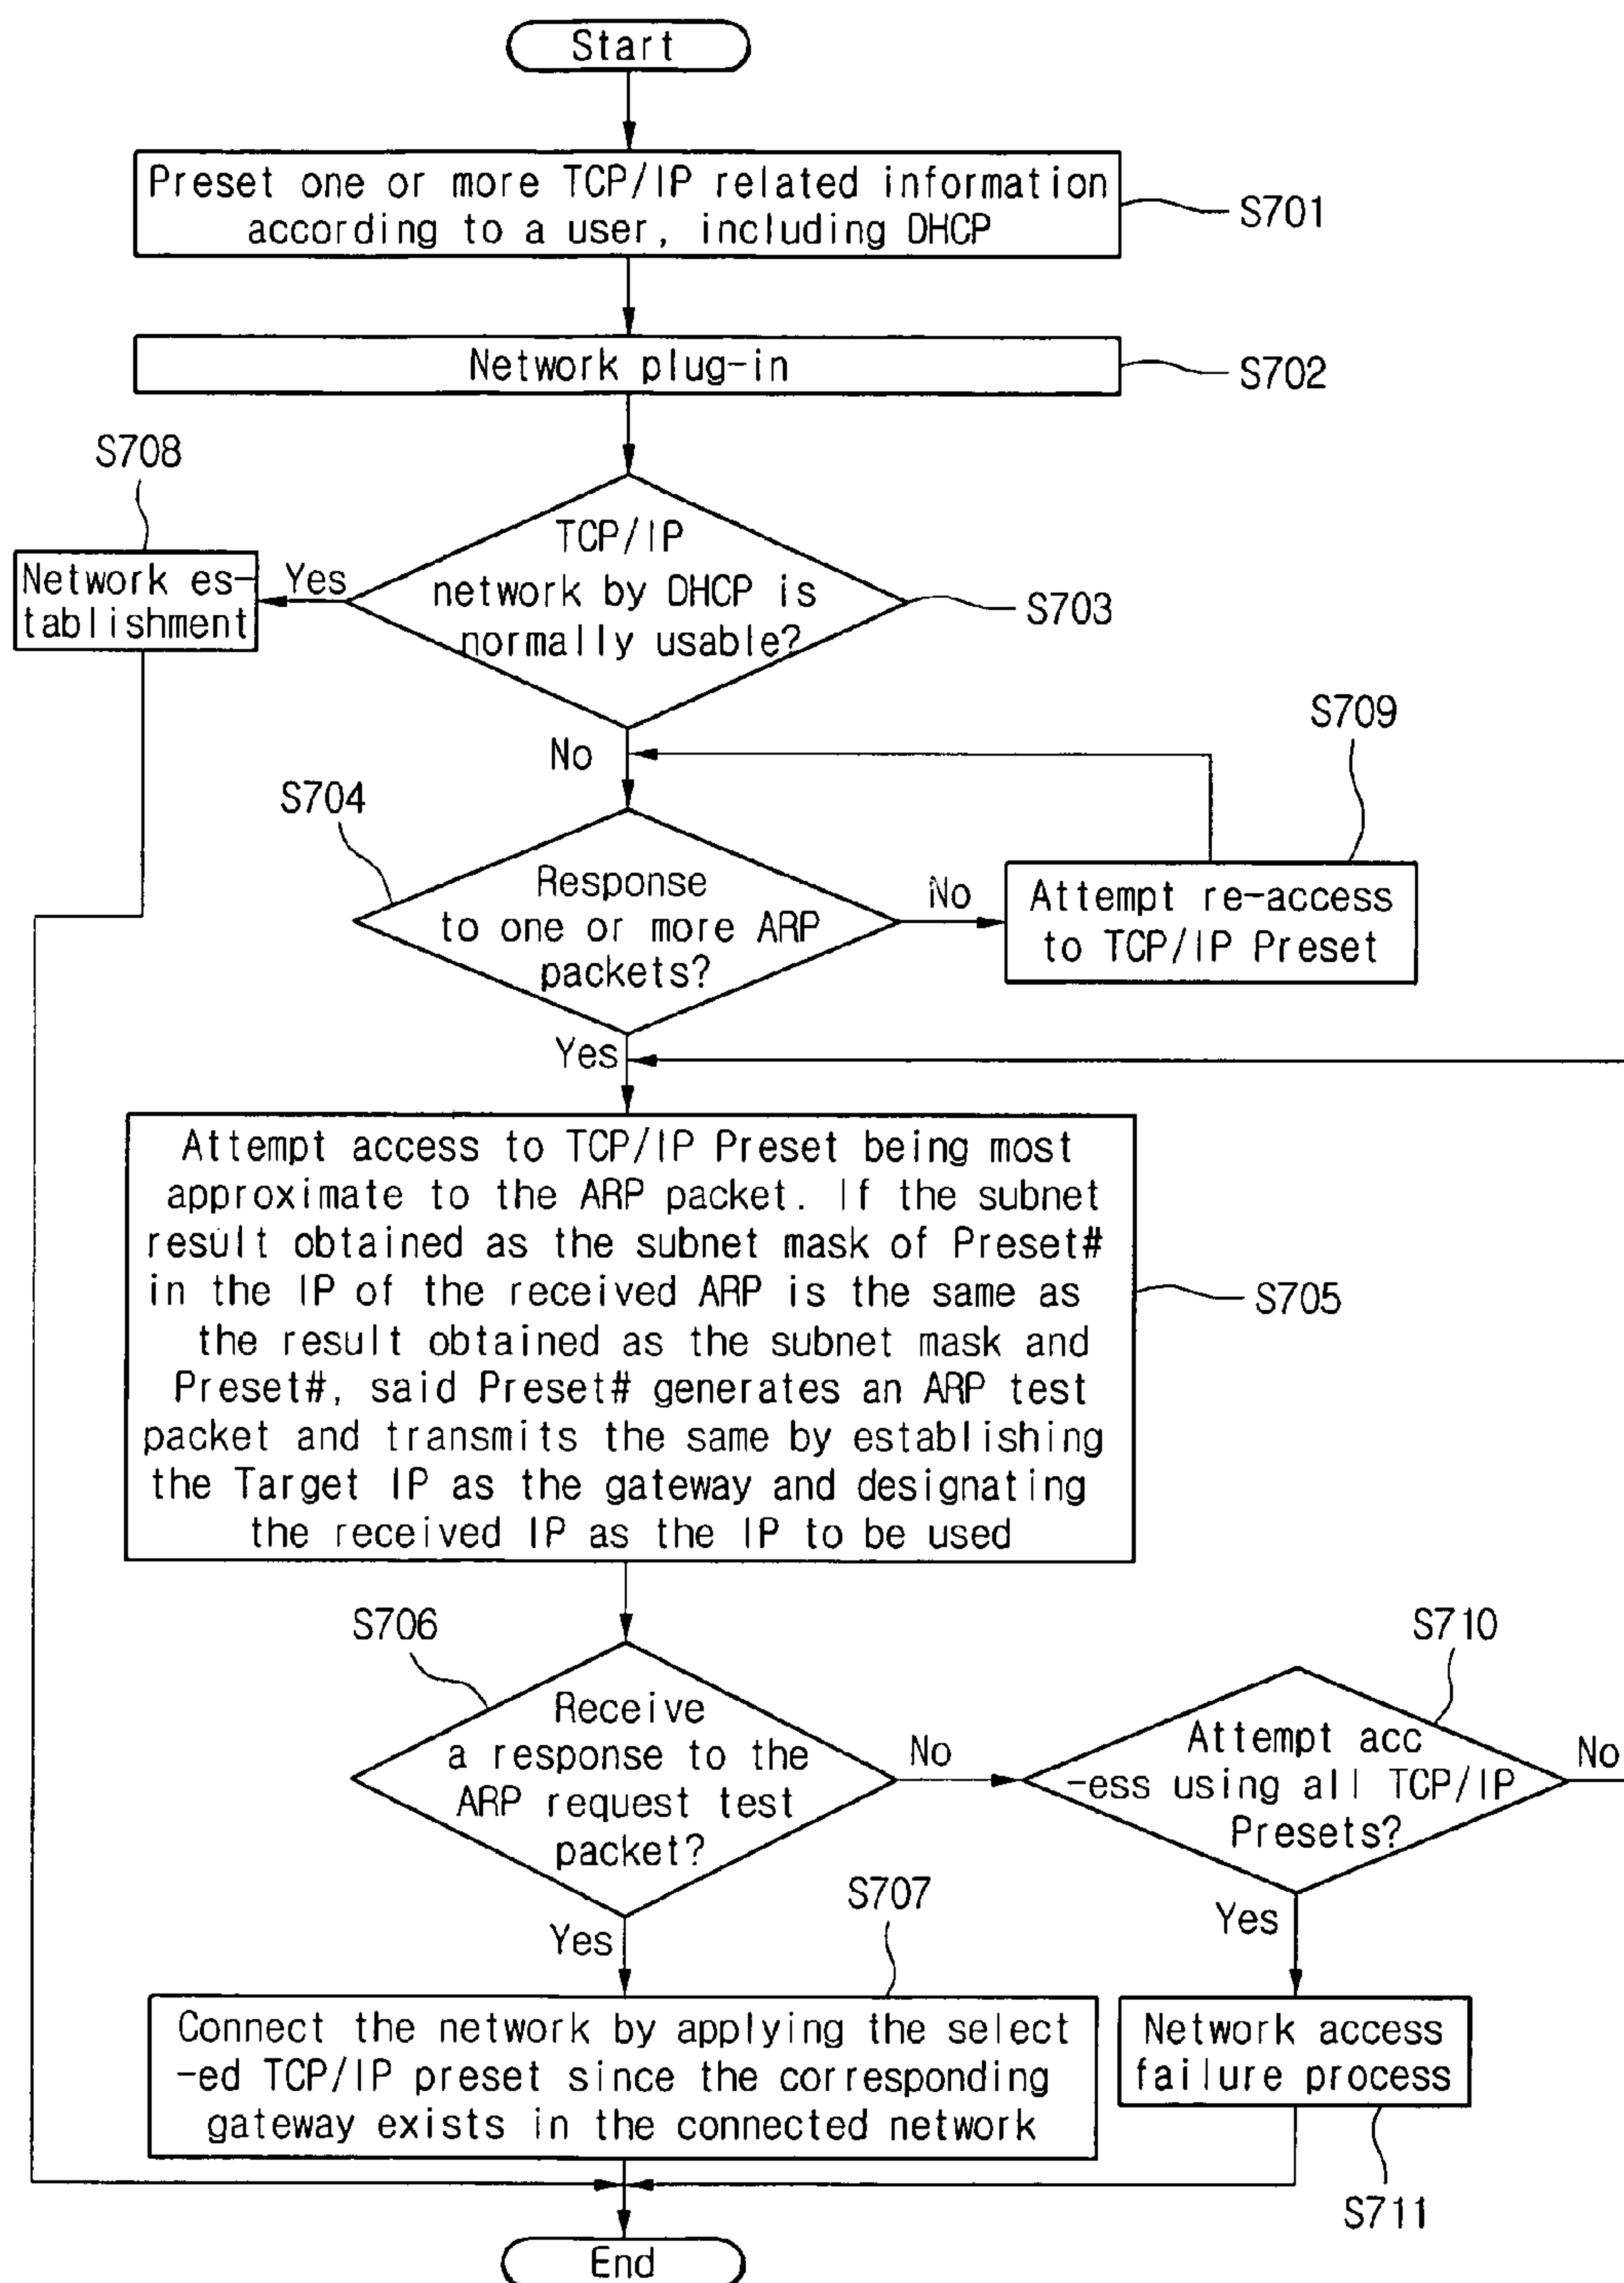 Start
Preset one or more TCP/IP related information
according to a user, including DHCP
S701
Network plug-in
S702
S708
Network es-
tablishment
Yes
TCP/IP
network by DHCP is
normally usable?
S703
No
S709
S704
Response
to one or more ARP
packets?
No
Attempt re-access
to TCP/IP Preset
Yes
Attempt access to TCP/IP Preset being most
approximate to the ARP packet. If the subnet
result obtained as the subnet mask of Preset#
in the IP of the received ARP is the same as
the result obtained as the subnet mask and
Preset#, said Preset# generates an ARP test
packet and transmits the same by establishing
the Target IP as the gateway and designating
the received IP as the IP to be used
S705
S706
Receive
a response to the
ARP request test
packet?
No
S710
Attempt acc
-ess using all TCP/IP
Presets?
No
Yes
S707
Yes
Connect the network by applying the select
-ed TCP/IP preset since the corresponding
gateway exists in the connected network
Network access
failure process
S711
End